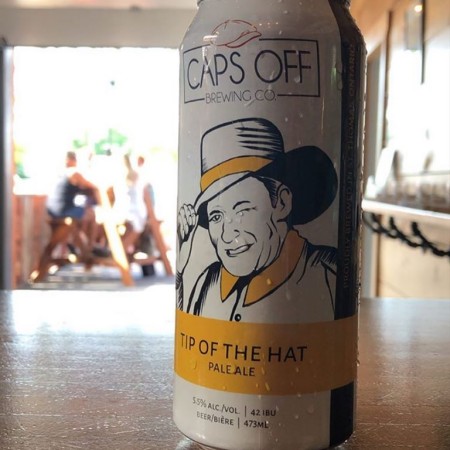 CAPS OFF
BREWING CO.
TIP OF THE HAT
PALE ALE
5.5% ALC./VOL. | 42 IBU
BEER/BIÈRE | 473ML